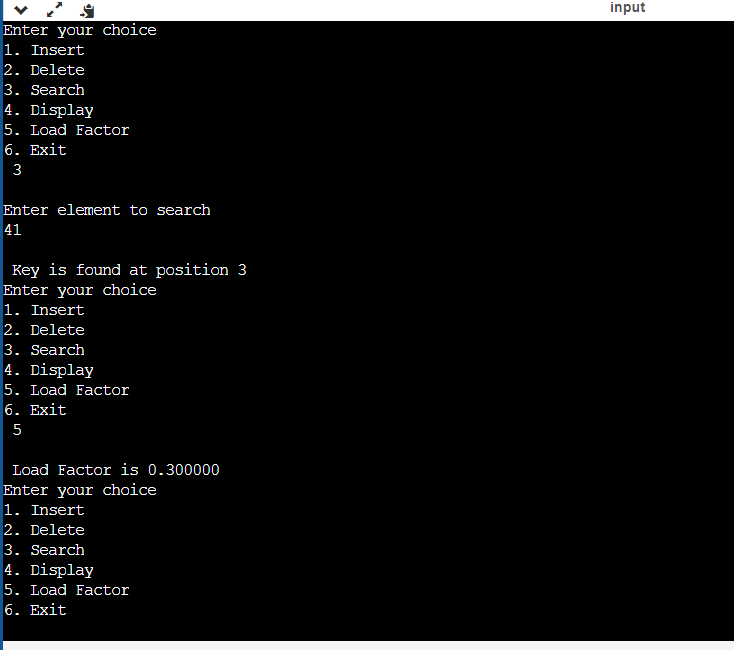 input
Enter your choice
1. Insert
2. Delete
3. Search
4. Display
5. Load Factor
6. Exit
3
Enter element to search
41
Key is found at position 3
Enter your choice
1. Insert
2. Delete
3. Search
4. Display
5. Load Factor
6. Exit
5
Load Factor is 0.300000
Enter your choice
1. Insert
2. Delete
3. Search
4. Display
5. Load Factor
6. Exit